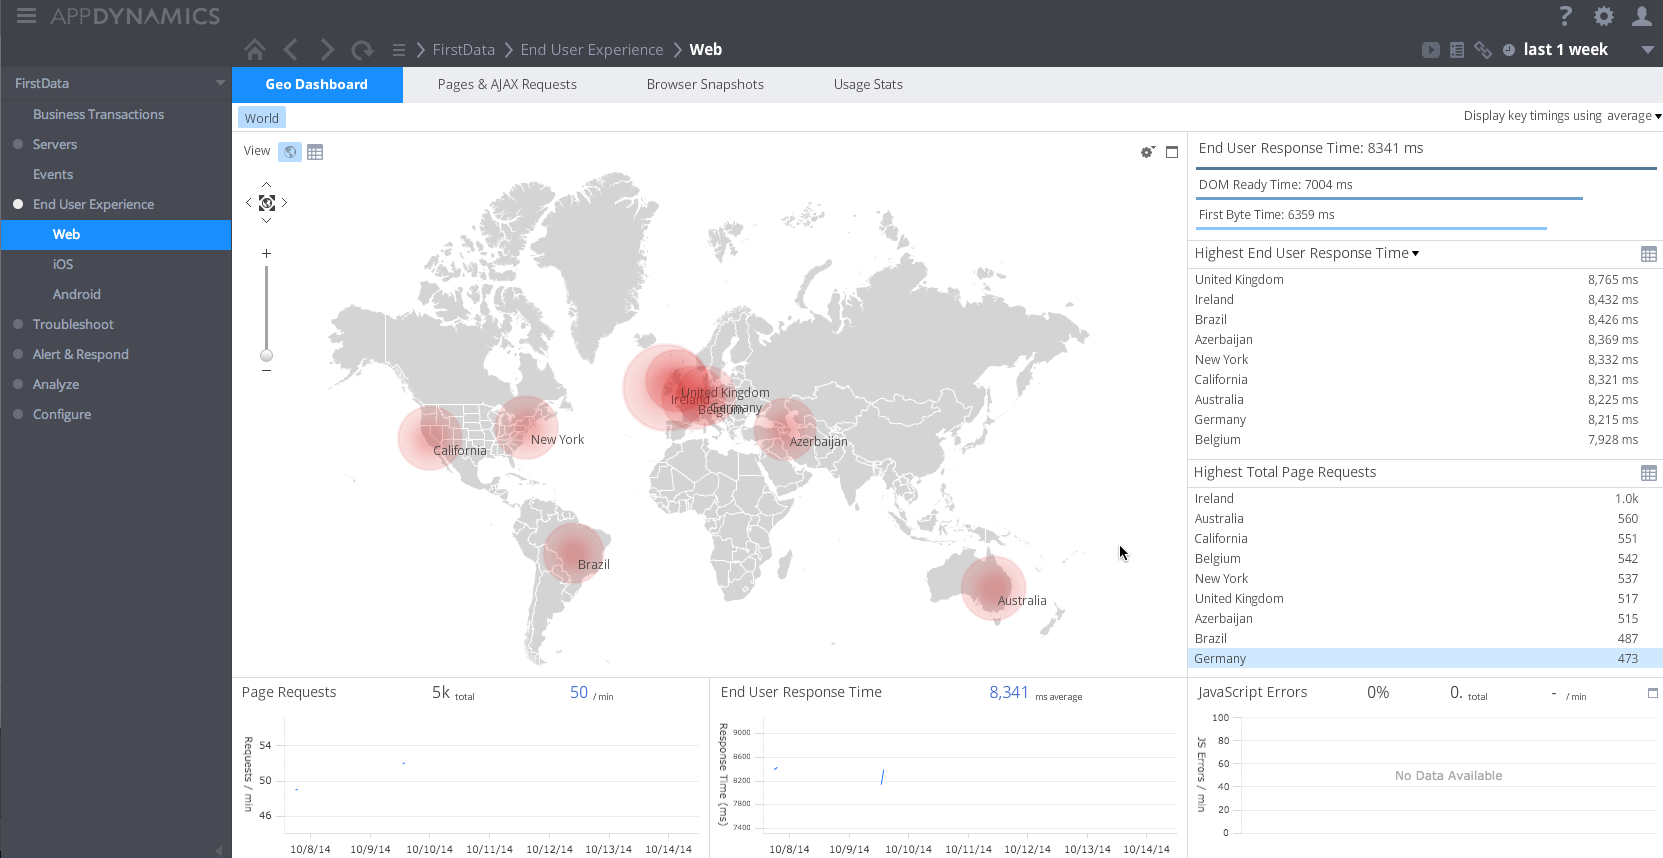 APPDYNAMICS
?
FirstData End User Experience Web
last 1 week
FirstData
Business Transactions
Servers
Events
End User Experience
Web
iOS
Android
Troubleshoot
Alert & Respond
Analyze
Configure
Geo Dashboard Pages & AJAX Requests Browser Snapshots Usage Stats
World
Display key timings using average
View
+
−
United Kingdom
Ireland
Belgium
Germany
New York
California
Azerbaijan
Brazil
Australia
End User Response Time: 8341 ms
DOM Ready Time: 7004 ms
First Byte Time: 6359 ms
Highest End User Response Time
United Kingdom 8,765 ms
Ireland 8,432 ms
Brazil 8,426 ms
Azerbaijan 8,369 ms
New York 8,332 ms
California 8,321 ms
Australia 8,225 ms
Germany 8,215 ms
Belgium 7,928 ms
Highest Total Page Requests
Ireland 1.0k
Australia 560
California 551
Belgium 542
New York 537
United Kingdom 517
Azerbaijan 515
Brazil 487
Germany 473
Page Requests 5k total 50 / min
Requests / min
54
50
46
10/8/14 10/9/14 10/10/14 10/11/14 10/12/14 10/13/14 10/14/14
End User Response Time 8,341 ms average
Response Time (ms)
9000
8600
8200
7800
7400
10/8/14 10/9/14 10/10/14 10/11/14 10/12/14 10/13/14 10/14/14
JavaScript Errors 0% 0. total - / min
JS Errors / min
100
80
60
40
20
0
No Data Available